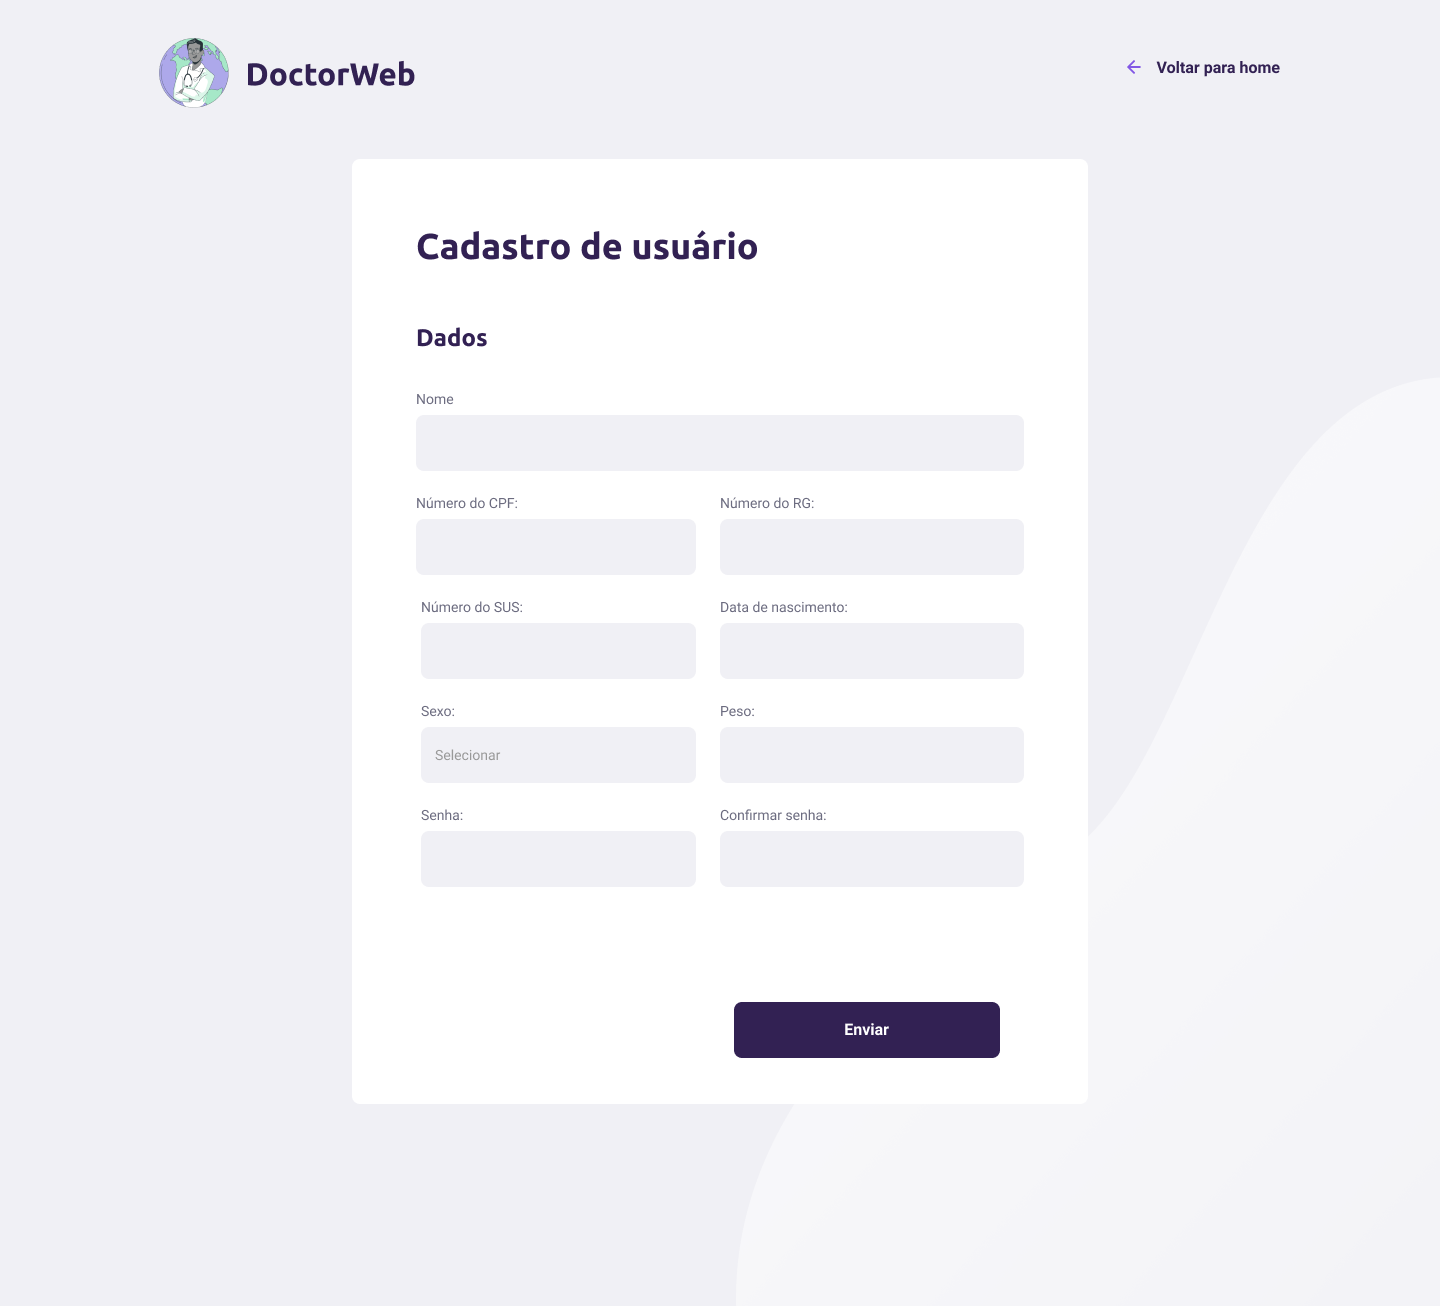 DoctorWeb
Voltar para home
Cadastro de usuário
Dados
Nome
Número do CPF:
Número do RG:
Número do SUS:
Data de nascimento:
Sexo:
Peso:
Selecionar
Senha:
Confirmar senha:
Enviar